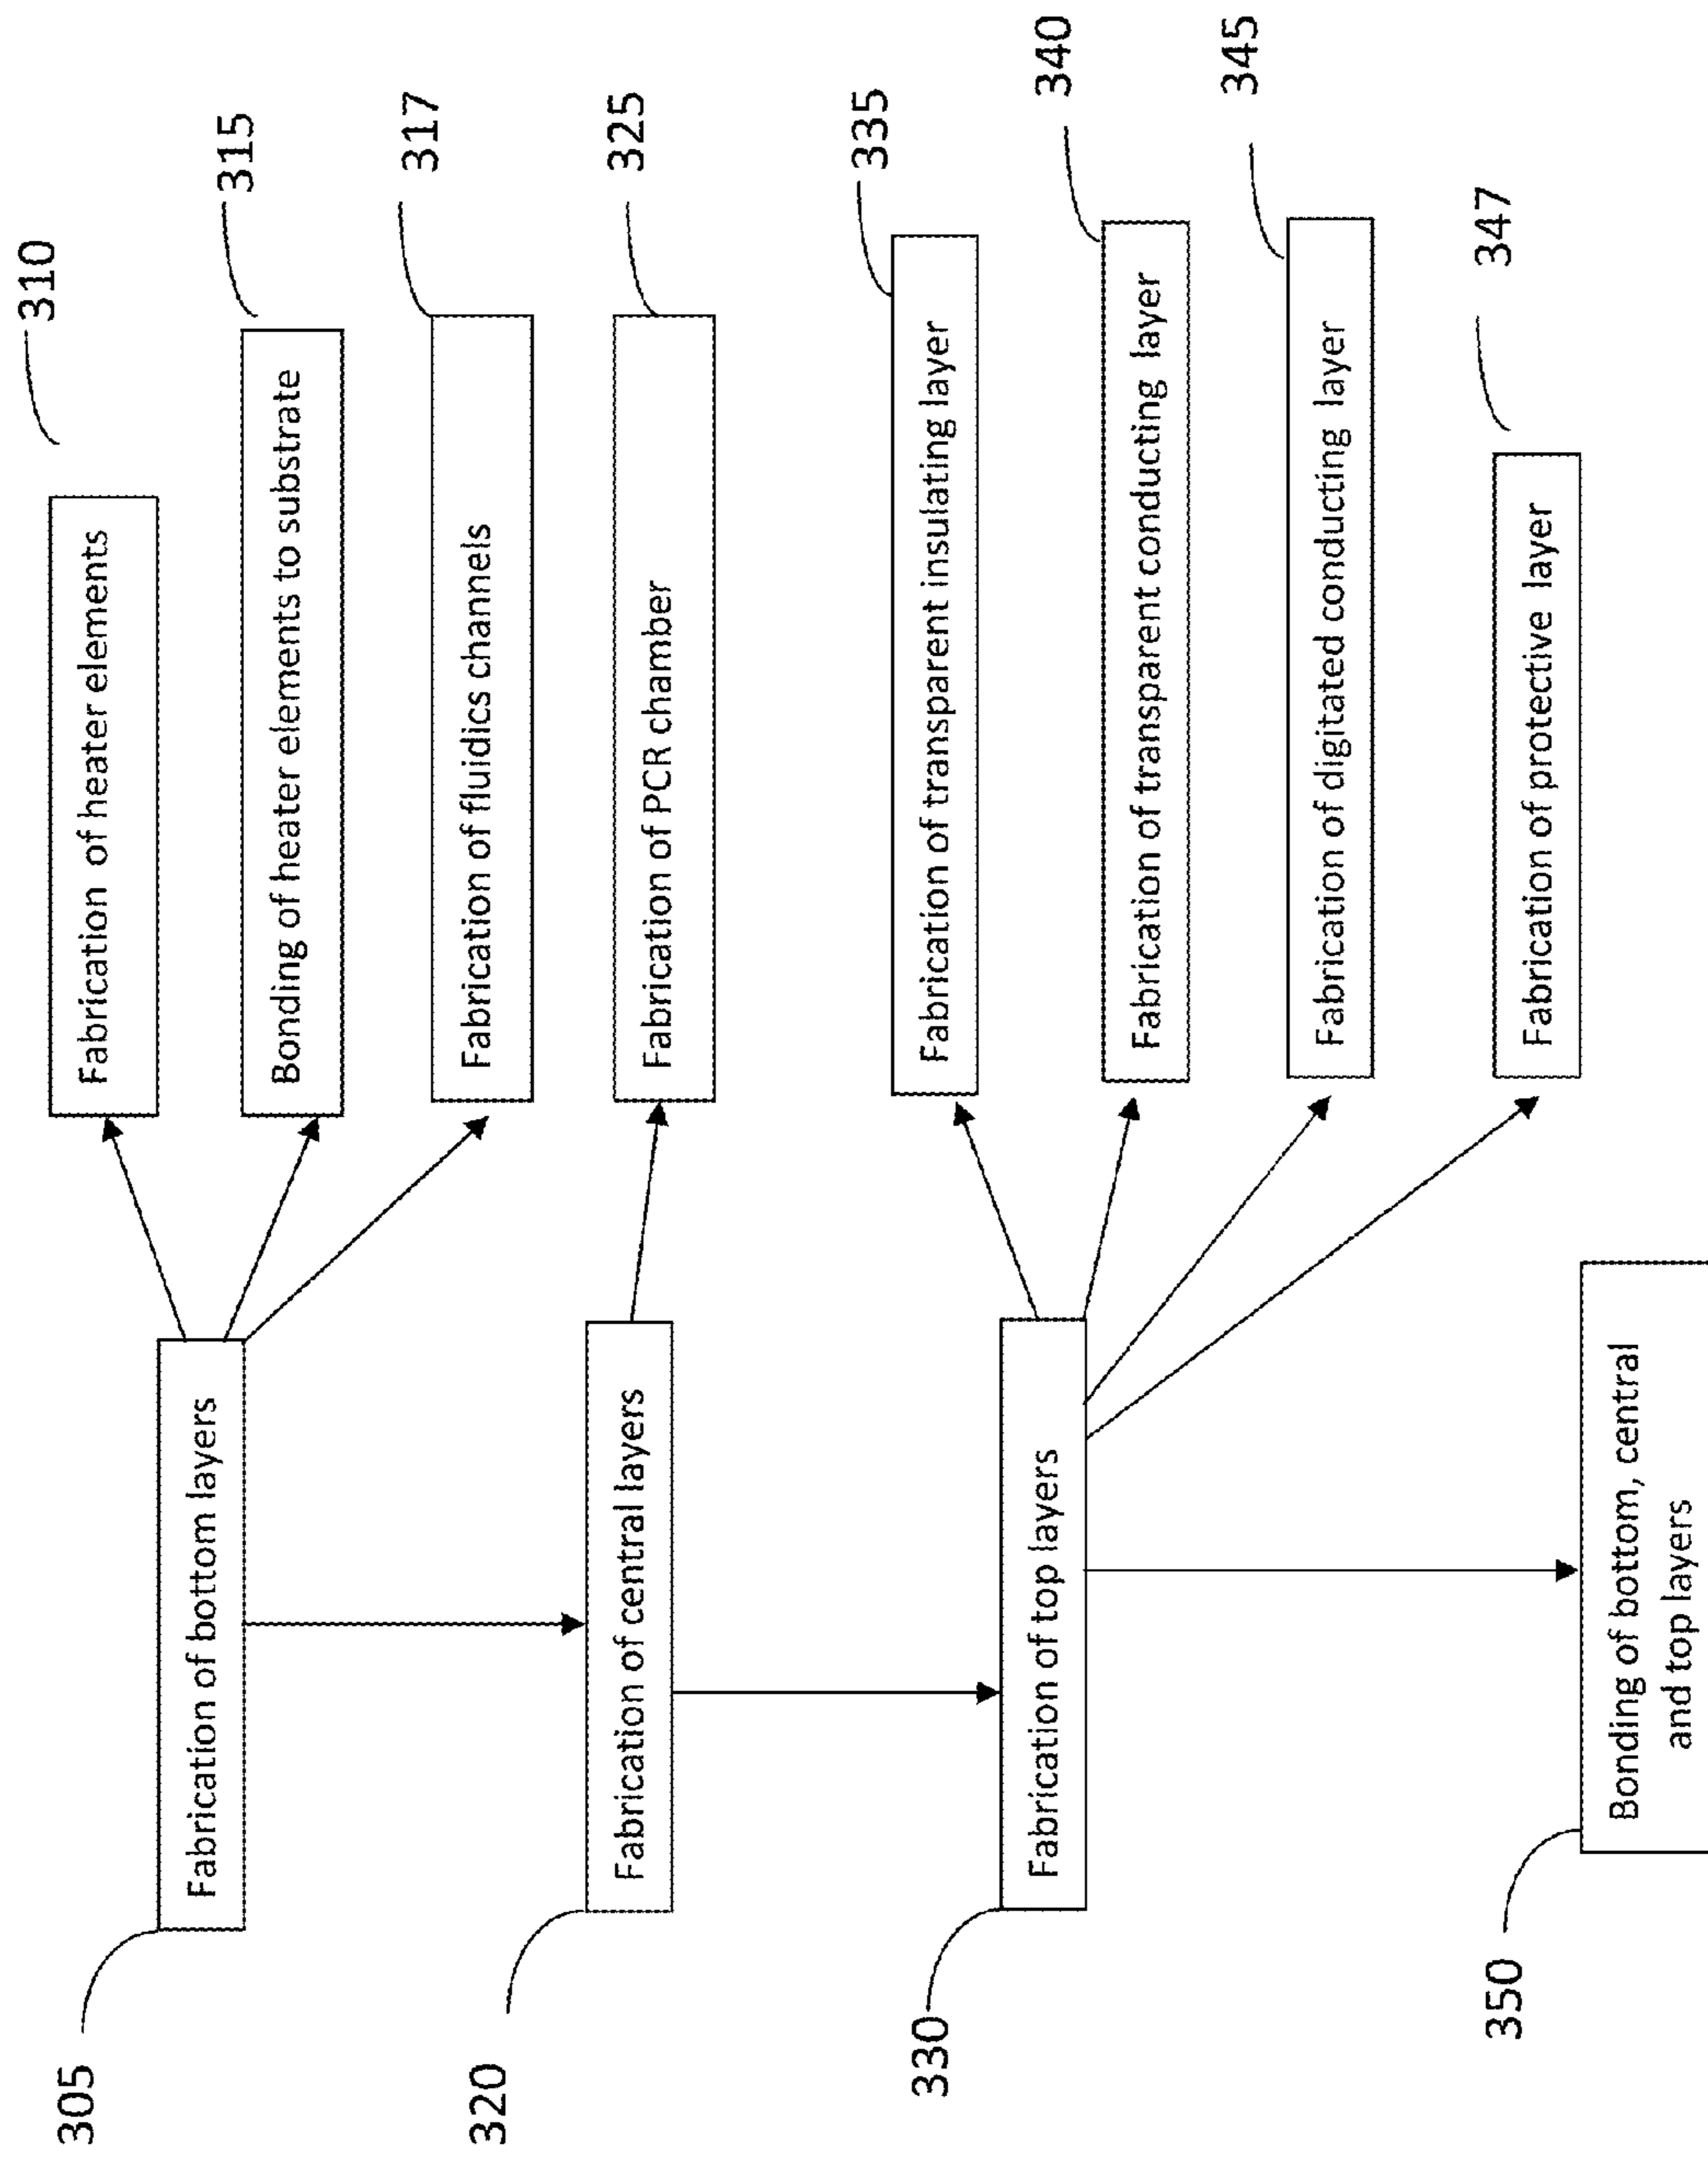 310
Fabrication of heater elements
305
Fabrication of bottom layers
315
Bonding of heater elements to substrate
317
Fabrication of fluidics channels
320
Fabrication of central layers
325
Fabrication of PCR chamber
335
Fabrication of transparent insulating layer
330
Fabrication of top layers
340
Fabrication of transparent conducting layer
345
Fabrication of digitated conducting layer
347
Fabrication of protective layer
350
Bonding of bottom, central
and top layers